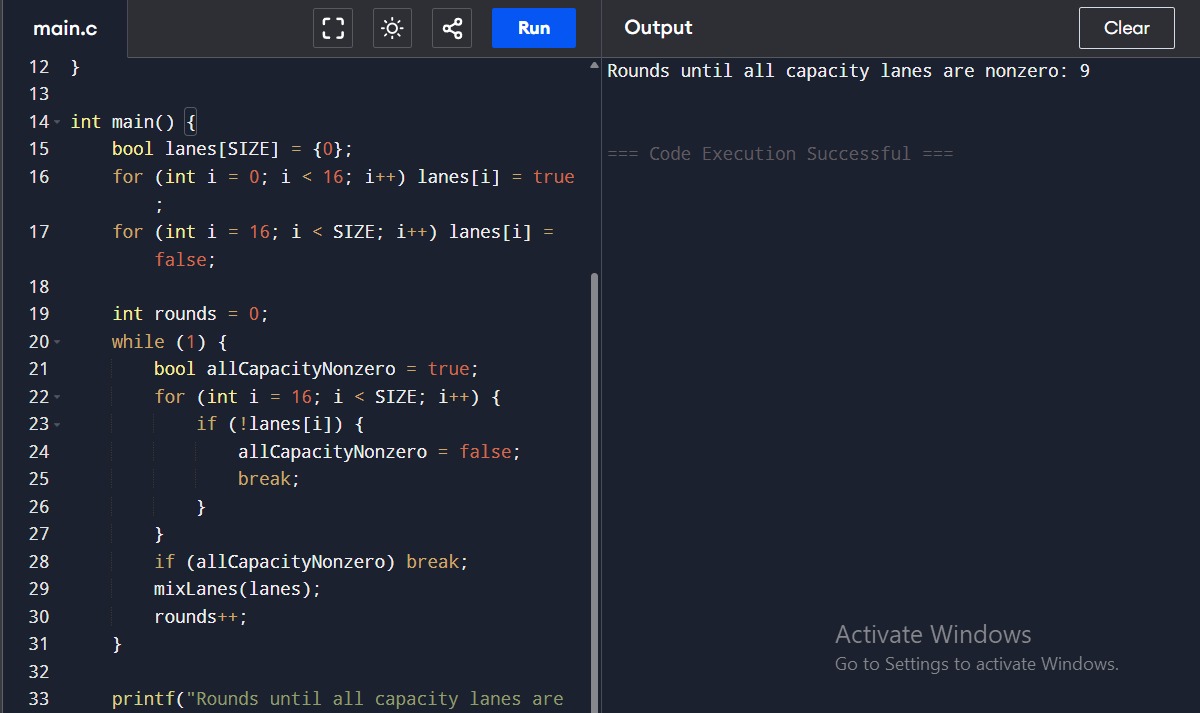 main.c
Run
Output
Clear
12 }
13
14 int main() {
15 bool lanes[SIZE] = {0};
16 for (int i = 0; i < 16; i++) lanes[i] = true
;
17 for (int i = 16; i < SIZE; i++) lanes[i] =
false;
18
19 int rounds = 0;
20 while (1) {
21 bool allCapacityNonzero = true;
22 for (int i = 16; i < SIZE; i++) {
23 if (!lanes[i]) {
24 allCapacityNonzero = false;
25 break;
26 }
27 }
28 if (allCapacityNonzero) break;
29 mixLanes(lanes);
30 rounds++;
31 }
32
33 printf("Rounds until all capacity lanes are
Rounds until all capacity lanes are nonzero: 9
=== Code Execution Successful ===
Activate Windows
Go to Settings to activate Windows.